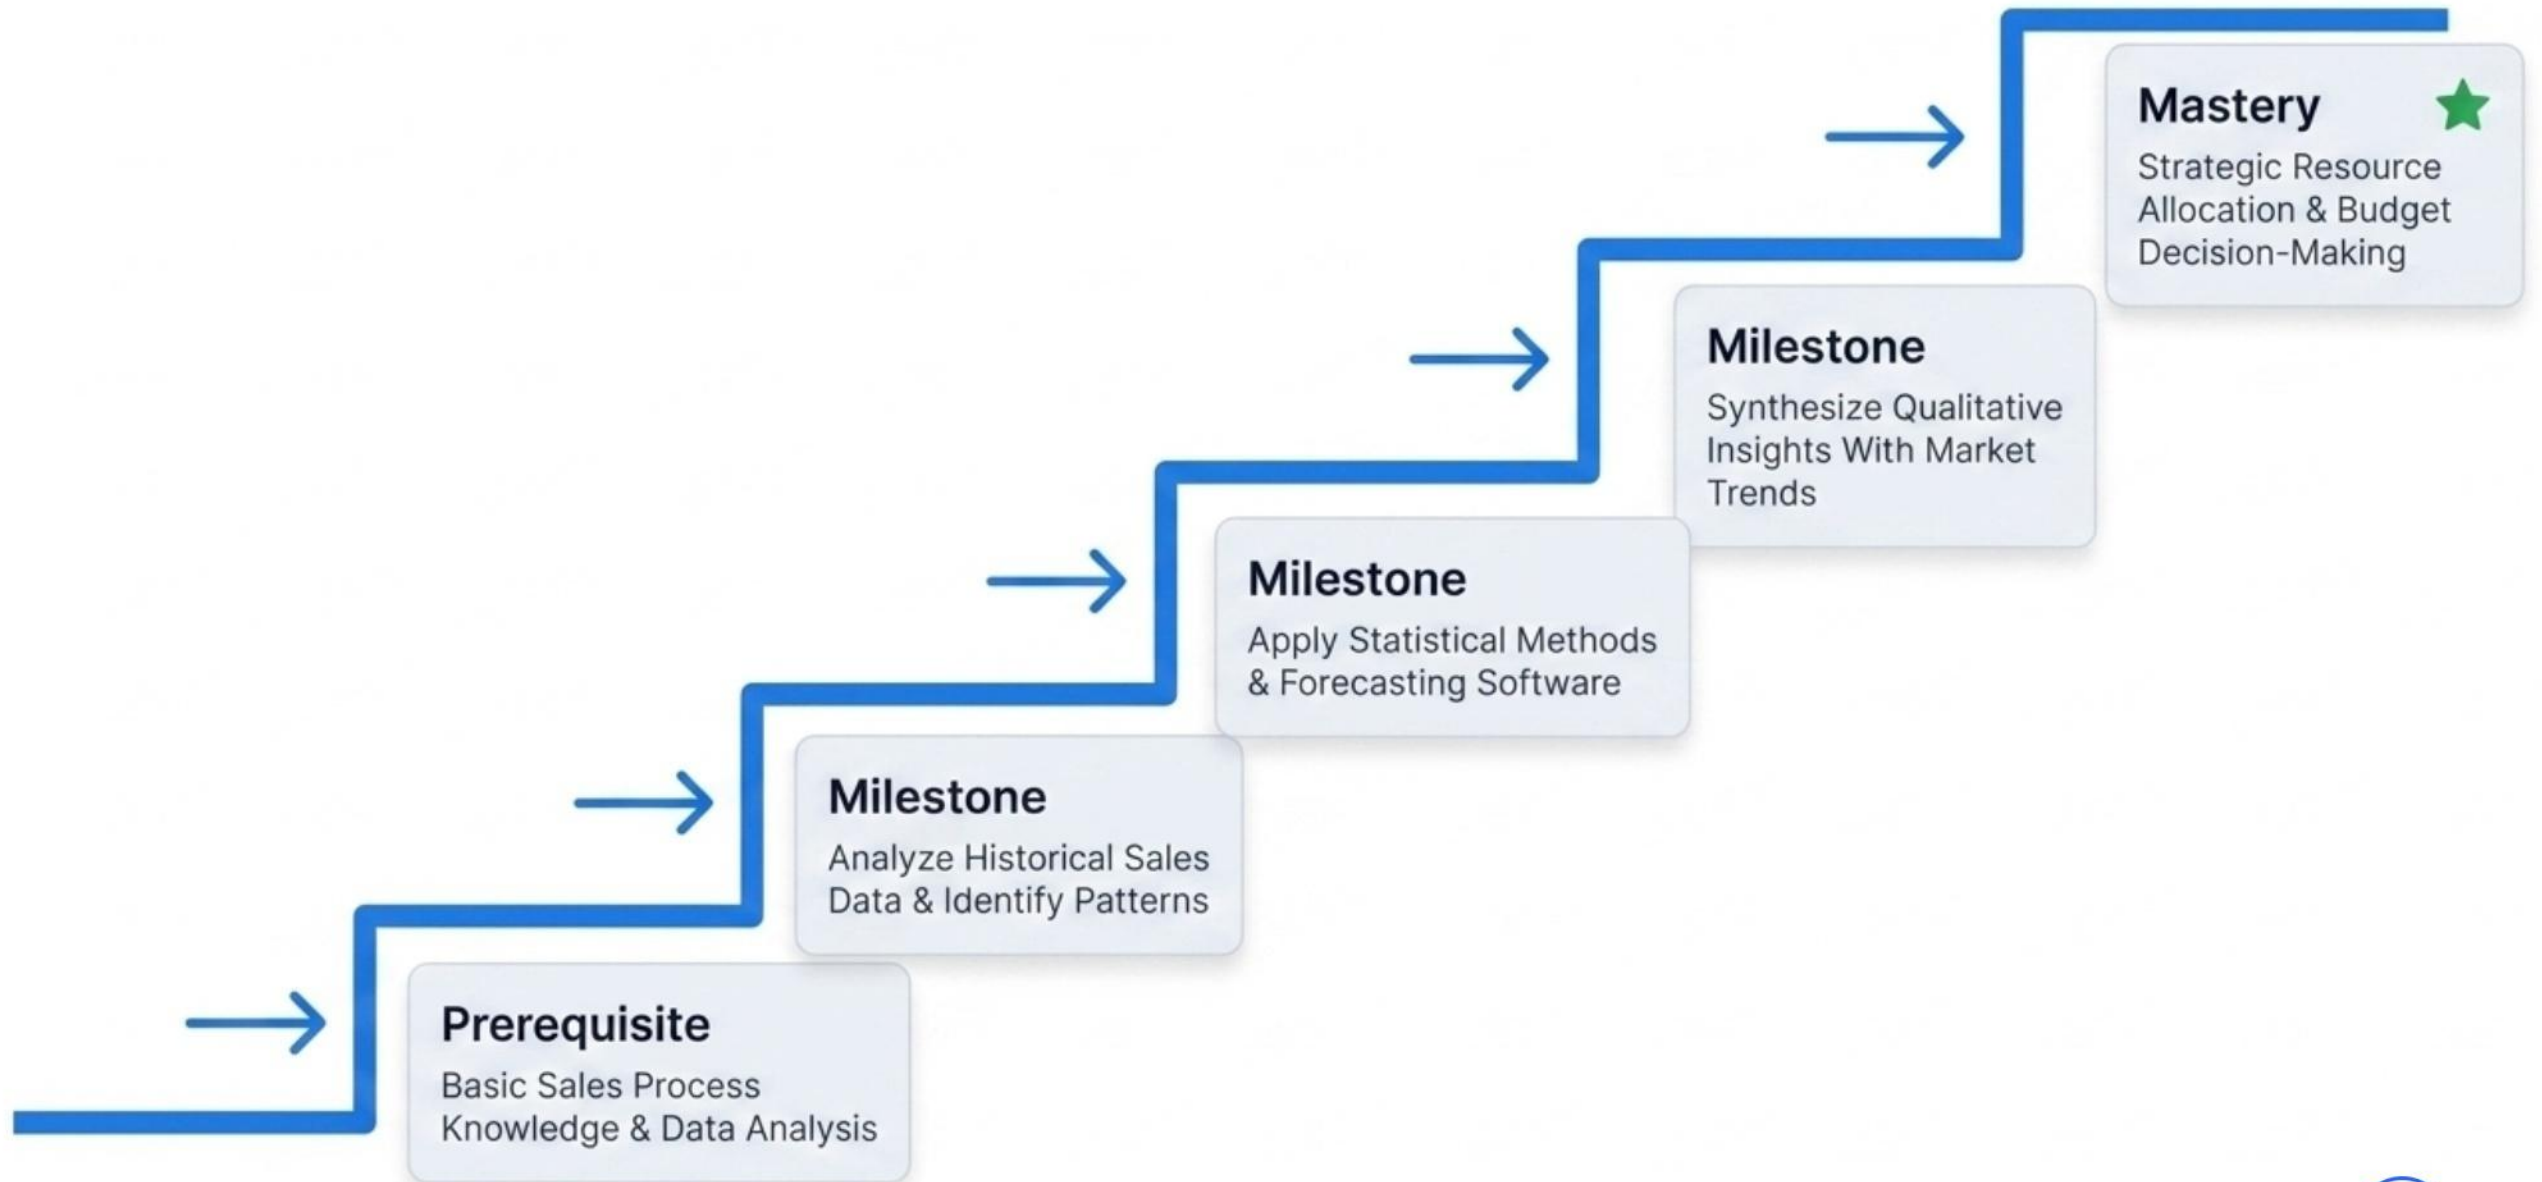 Mastery
Strategic Resource
Allocation & Budget
Decision-Making
Milestone
Synthesize Qualitative
Insights With Market
Trends
Milestone
Apply Statistical Methods
& Forecasting Software
Milestone
Analyze Historical Sales
Data & Identify Patterns
Prerequisite
Basic Sales Process
Knowledge & Data Analysis